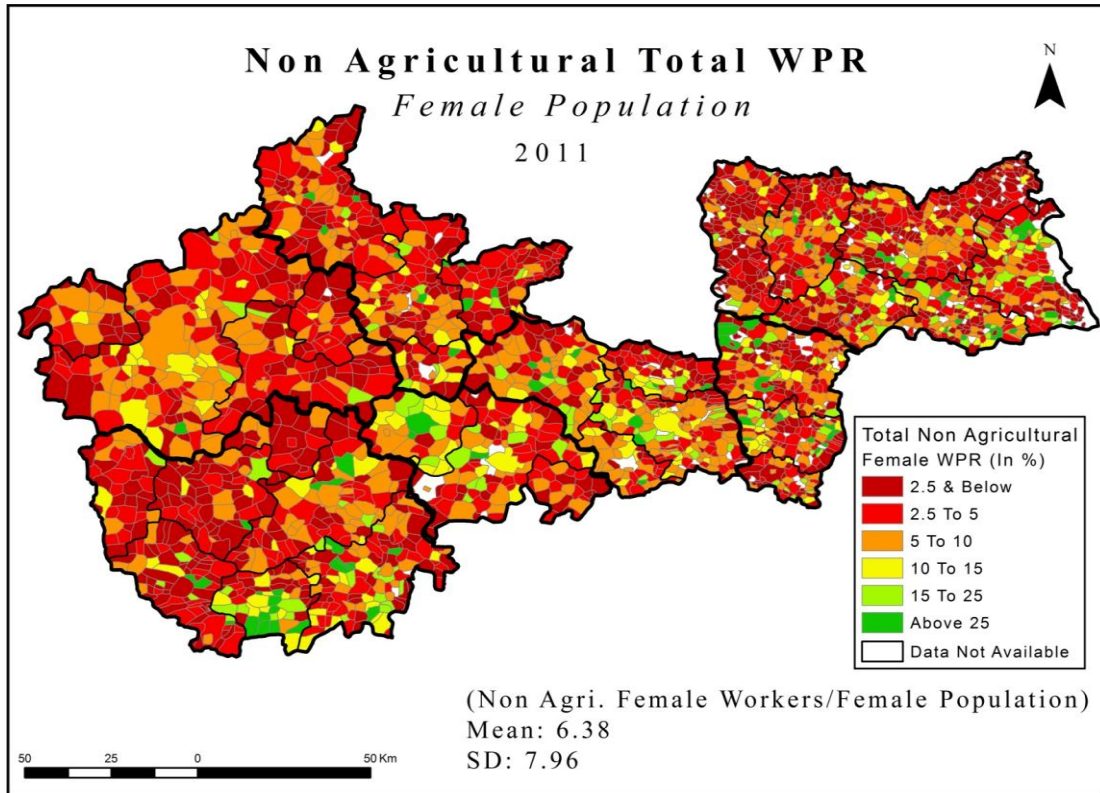 Non Agricultural Total WPR
Female Population
2011
N
Total Non Agricultural
Female WPR (In %)
2.5 & Below
2.5 To 5
5 To 10
10 To 15
15 To 25
Above 25
Data Not Available
(Non Agri. Female Workers/Female Population)
Mean: 6.38
SD: 7.96
50 25 0 50 Km